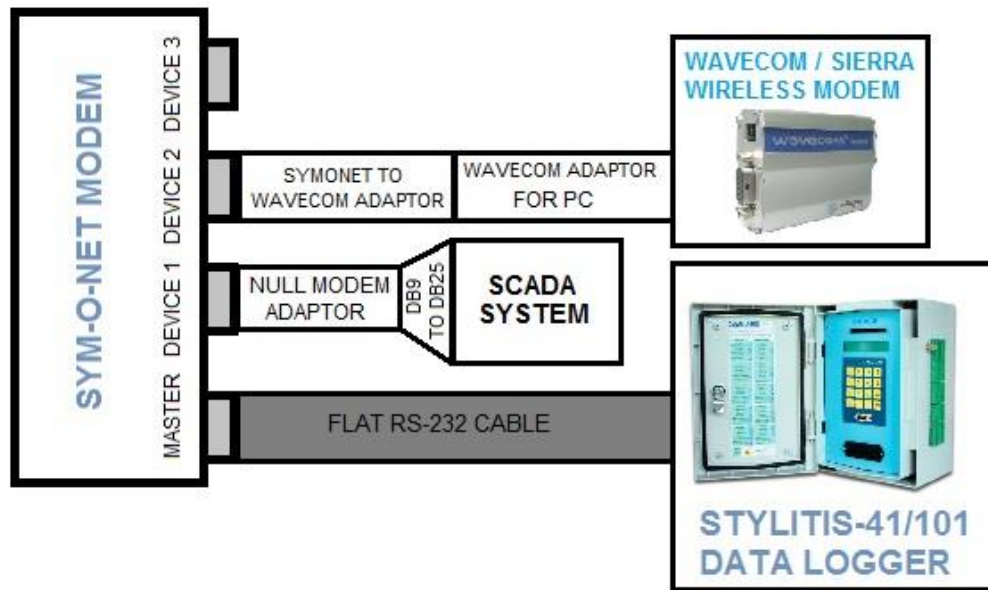 SYM-O-NET MODEM
DEVICE 3
DEVICE 2
DEVICE 1
MASTER
SYMONET TO
WAVECOM ADAPTOR
WAVECOM ADAPTOR
FOR PC
WAVECOM / SIERRA
WIRELESS MODEM
WAVECOM
NULL MODEM
ADAPTOR
DB9
TO DB25
SCADA
SYSTEM
FLAT RS-232 CABLE
STYLITIS-41/101
DATA LOGGER